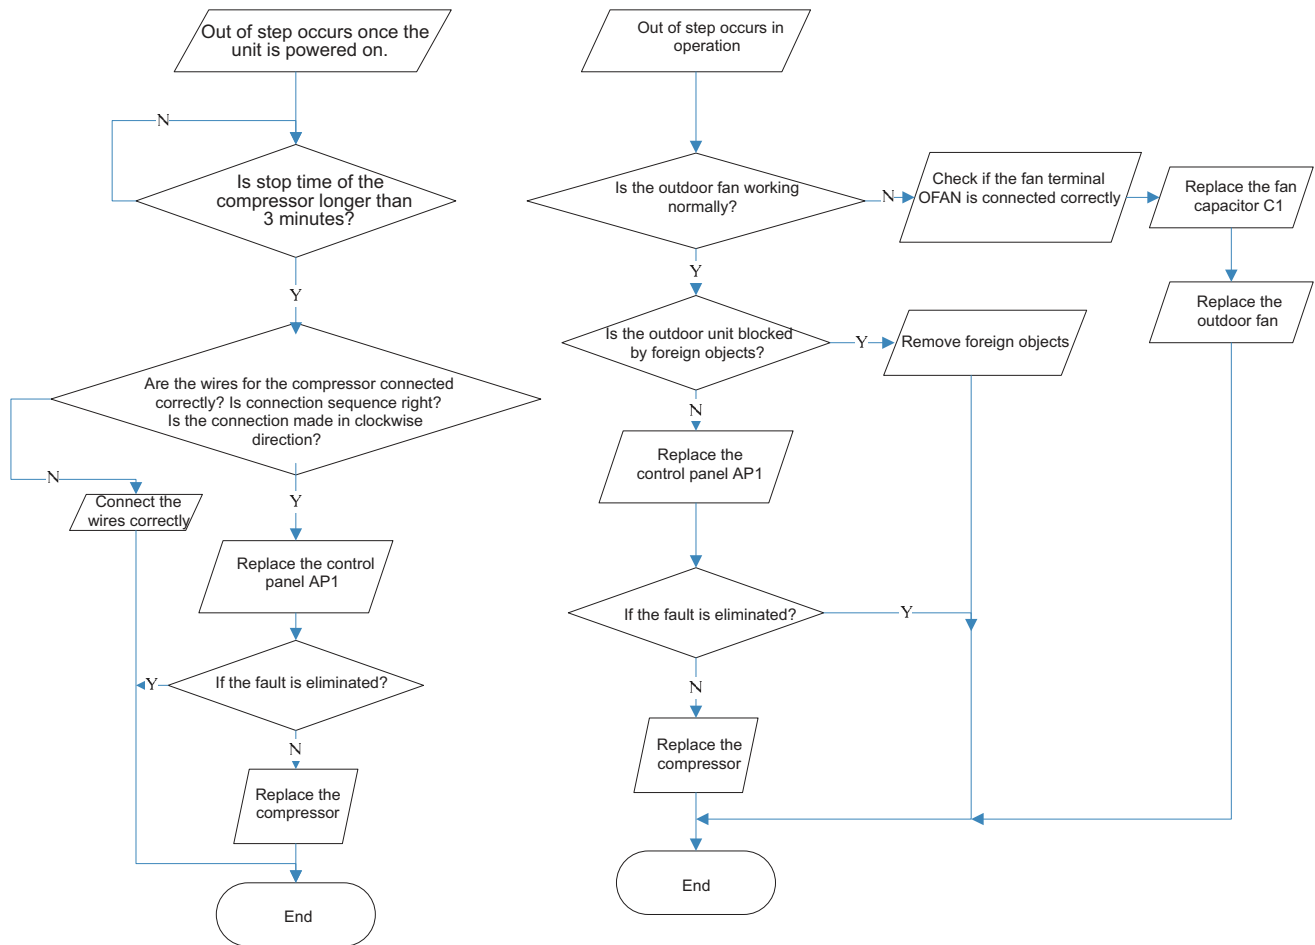 Out of step occurs once the
unit is powered on.
N
Is stop time of the
compressor longer than
3 minutes?
Y
Are the wires for the compressor connected
correctly? Is connection sequence right?
Is the connection made in clockwise
direction?
N
Connect the
wires correctly
Y
Replace the control
panel AP1
If the fault is eliminated?
Y
N
Replace the
compressor
End
Out of step occurs in
operation
Is the outdoor fan working
normally?
N
Check if the fan terminal
OFAN is connected correctly
Replace the fan
capacitor C1
Replace the
outdoor fan
Y
Is the outdoor unit blocked
by foreign objects?
Y
Remove foreign objects
N
Replace the
control panel AP1
If the fault is eliminated?
Y
N
Replace the
compressor
End